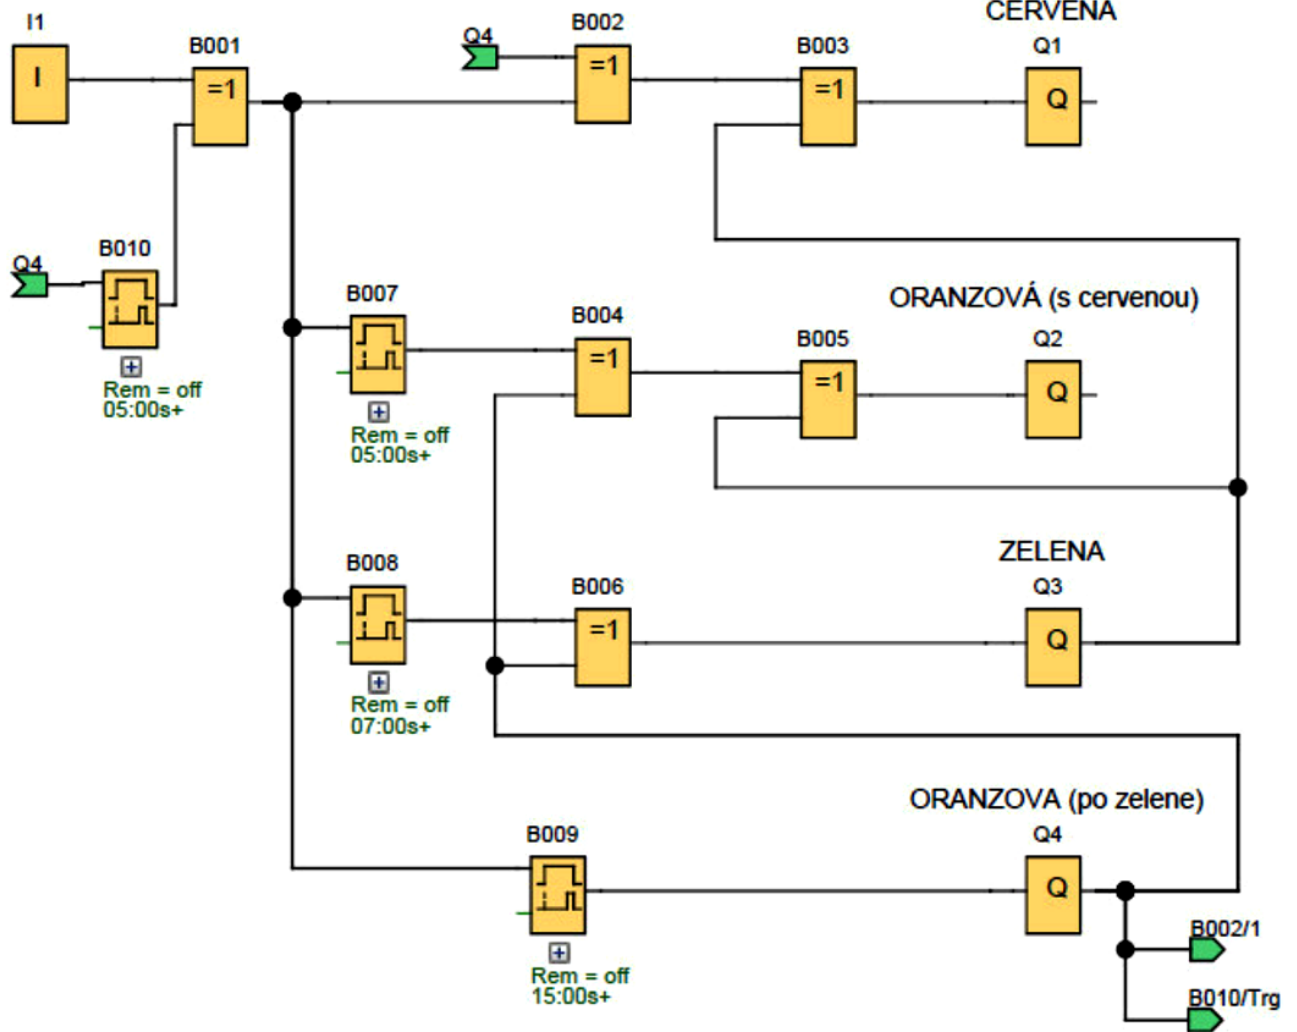 I1
I
B001
=1
Q4
B002
=1
B003
=1
CERVENA
Q1
Q
Q4
B010
Rem = off
05:00s+
B007
Rem = off
05:00s+
B004
=1
ORANZOVÁ (s cervenou)
B005
=1
Q2
Q
B008
Rem = off
07:00s+
B006
=1
ZELENA
Q3
Q
B009
Rem = off
15:00s+
ORANZOVA (po zelene)
Q4
Q
B002/1
B010/Trg